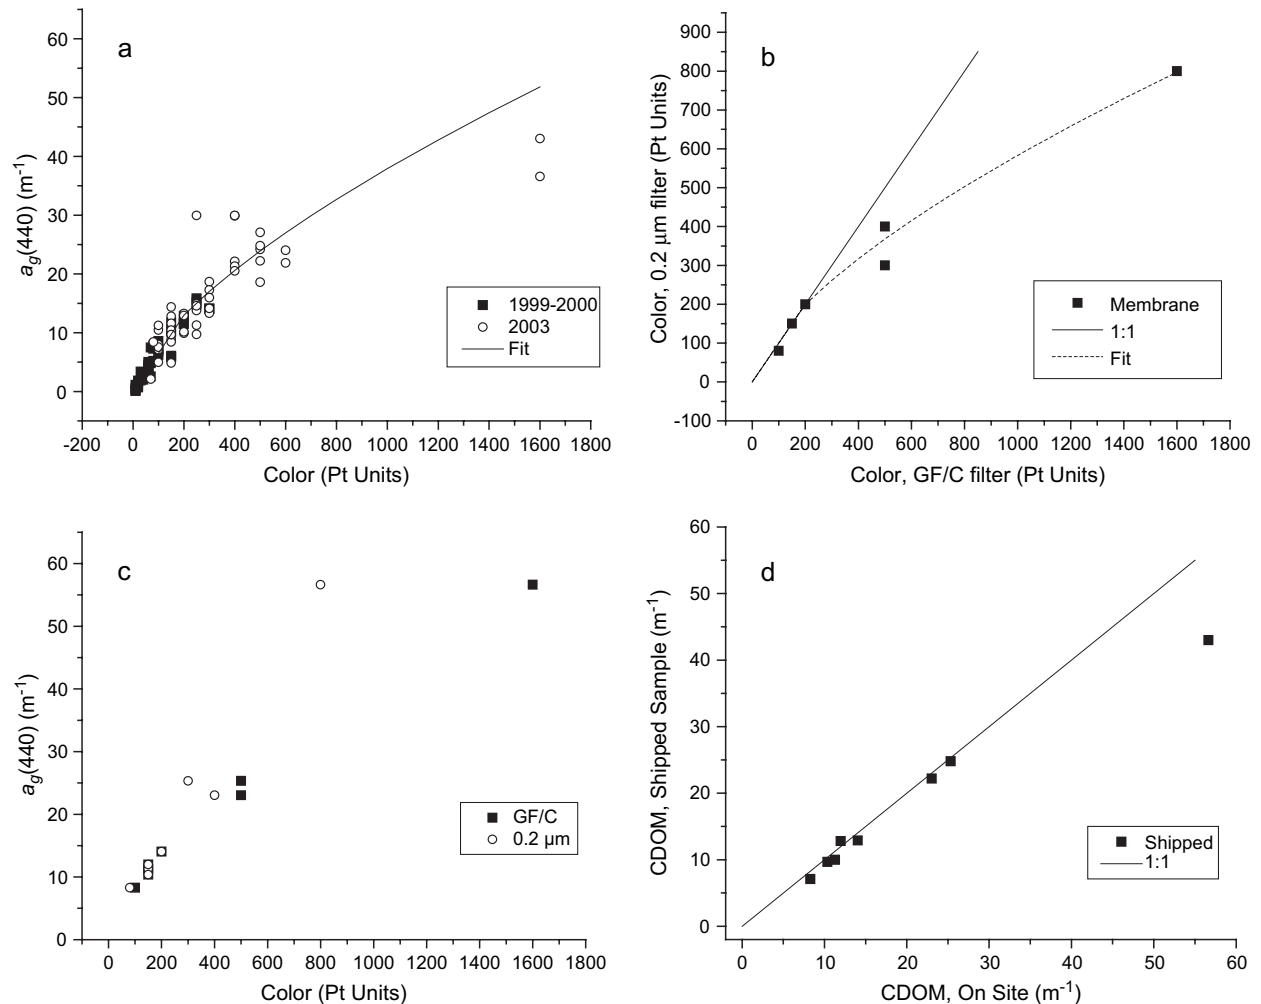 a
60
50
40
30
20
10
0
a_g(440) (m⁻¹)
1999-2000
2003
Fit
-200 0 200 400 600 800 1000 1200 1400 1600 1800
Color (Pt Units)
b
900
800
700
600
500
400
300
200
100
0
-100
Color, 0.2 µm filter (Pt Units)
Membrane
1:1
Fit
0 200 400 600 800 1000 1200 1400 1600 1800
Color, GF/C filter (Pt Units)
c
60
50
40
30
20
10
0
a_g(440) (m⁻¹)
GF/C
0.2 µm
0 200 400 600 800 1000 1200 1400 1600 1800
Color (Pt Units)
d
60
50
40
30
20
10
0
CDOM, Shipped Sample (m⁻¹)
Shipped
1:1
0 10 20 30 40 50 60
CDOM, On Site (m⁻¹)